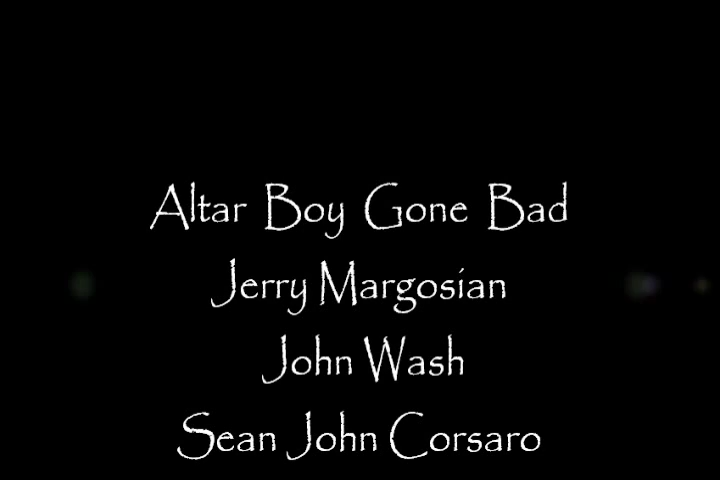 Altar Boy Gone Bad
Jerry Margosian
John Wash
Sean John Corsaro